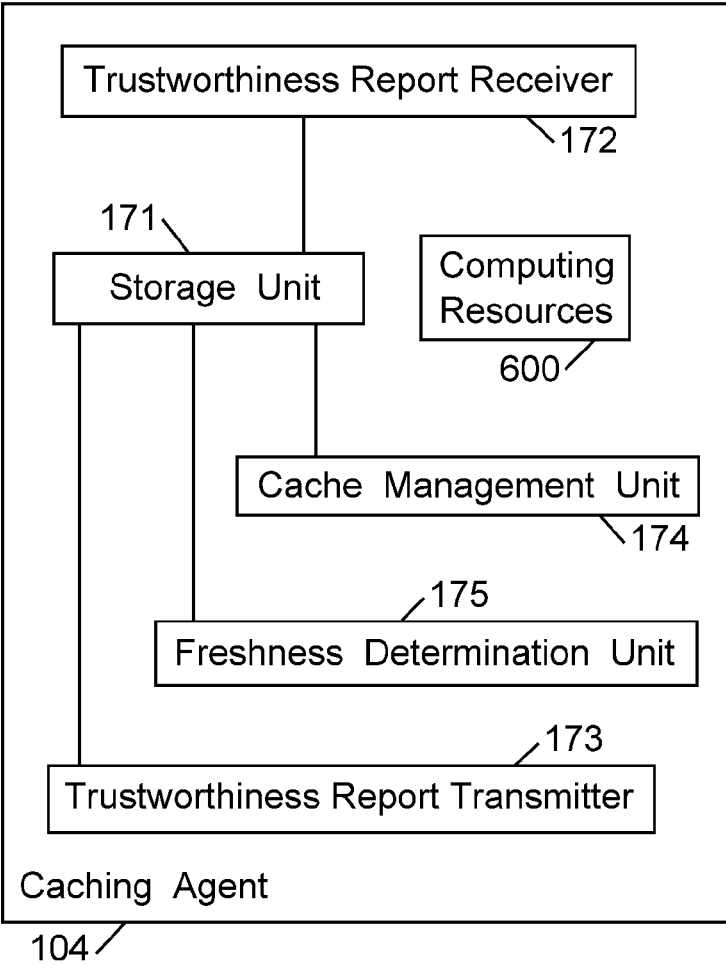 Trustworthiness Report Receiver
172
171
Storage Unit
Computing
Resources
600
Cache Management Unit
174
175
Freshness Determination Unit
173
Trustworthiness Report Transmitter
Caching Agent
104